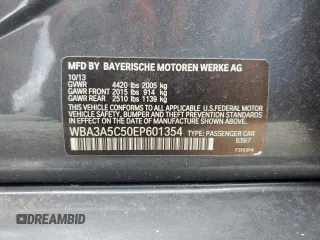 MFD BY BAYERISCHE MOTOREN WERKE AG
10/13
GVWR 4420 lbs 2005 kg
GAWR FRONT 2015 lbs 914 kg
GAWR REAR 2510 lbs 1139 kg
THIS VEHICLE CONFORMS TO ALL APPLICABLE U.S. FEDERAL MOTOR
VEHICLE SAFETY, BUMPER, AND THEFT PREVENTION STANDARDS IN
EFFECT ON THE DATE OF MANUFACTURE SHOWN ABOVE.
WBA3A5C50EP601354 TYPE: PASSENGER CAR
DREAMBID